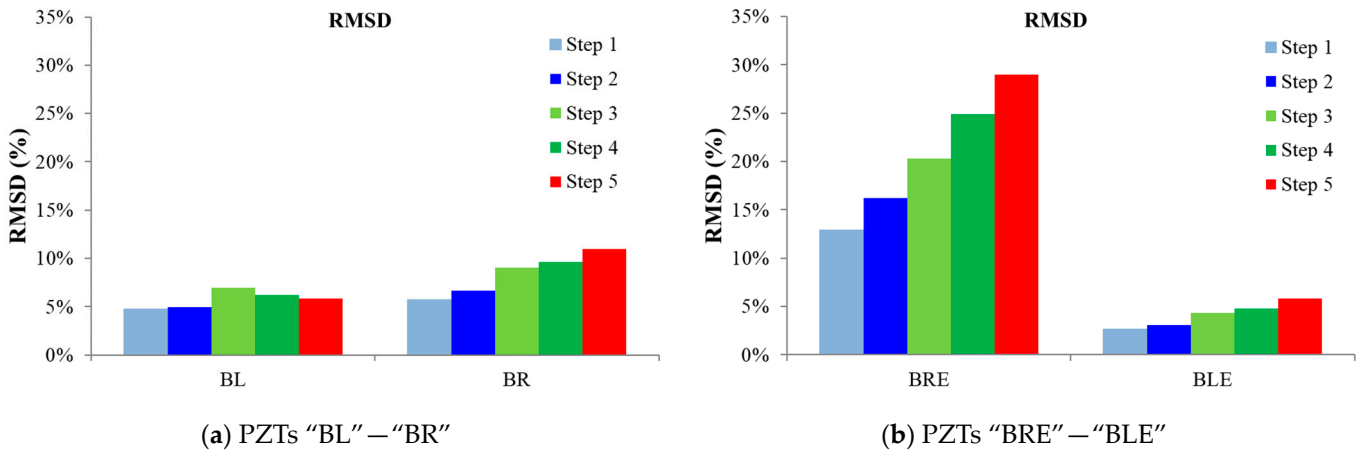 RMSD
35%
30%
25%
20%
15%
10%
5%
0%
RMSD (%)
Step 1
Step 2
Step 3
Step 4
Step 5
BL BR
(a) PZTs “BL”—“BR”
RMSD
35%
30%
25%
20%
15%
10%
5%
0%
RMSD (%)
Step 1
Step 2
Step 3
Step 4
Step 5
BRE BLE
(b) PZTs “BRE”—“BLE”